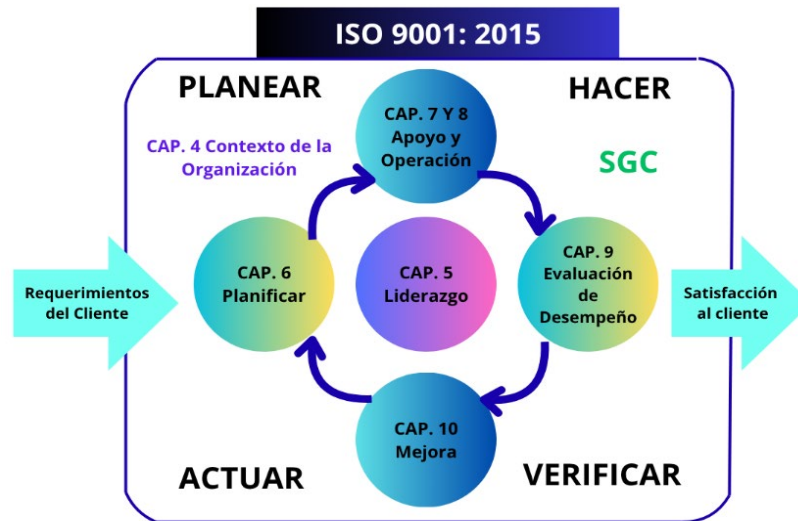 ISO 9001: 2015
PLANEAR
HACER
CAP. 7 Y 8
Apoyo y
Operación
CAP. 4 Contexto de la
Organización
SGC
CAP. 6
Planificar
CAP. 5
Liderazgo
CAP. 9
Evaluación
de
Desempeño
Requerimientos
del Cliente
Satisfacción
al cliente
CAP. 10
Mejora
ACTUAR
VERIFICAR